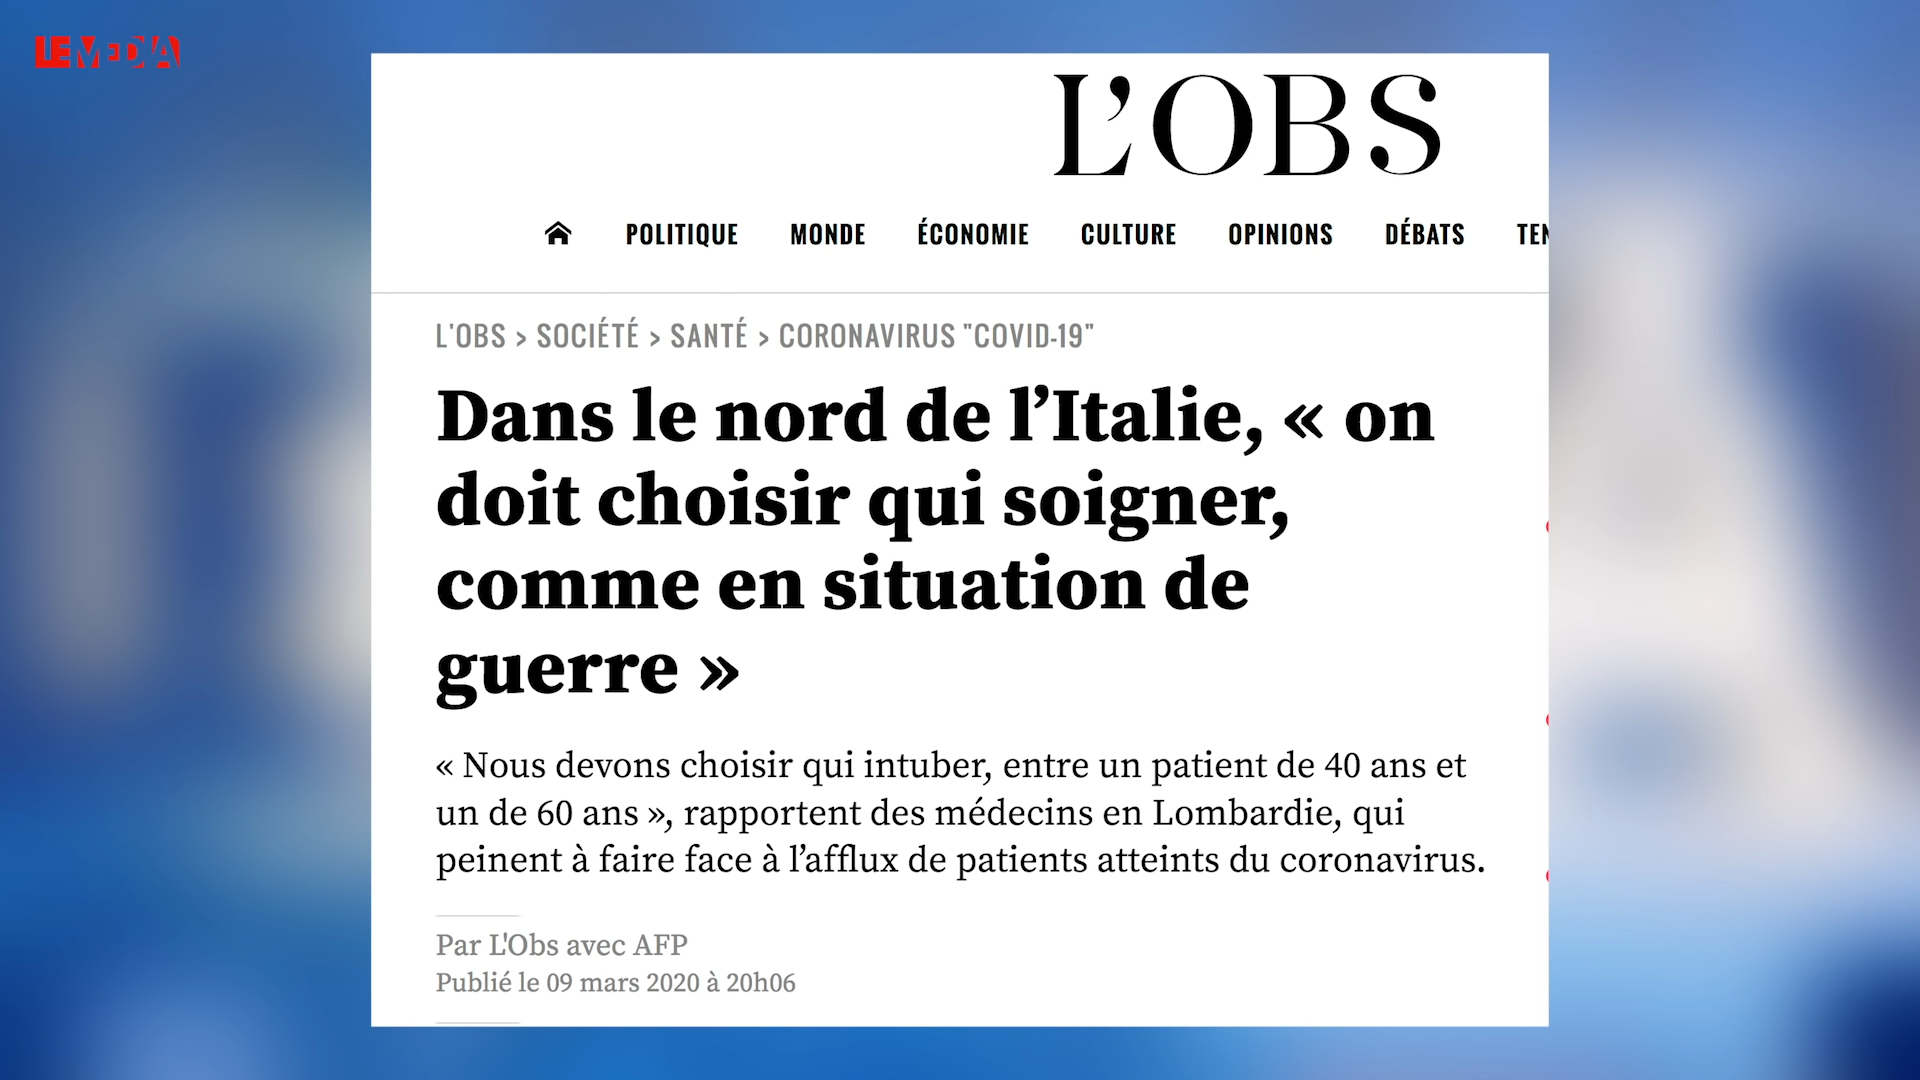 LEMEDIA
L'OBS
POLITIQUE MONDE ÉCONOMIE CULTURE OPINIONS DÉBATS TEN
L'OBS > SOCIÉTÉ > SANTÉ > CORONAVIRUS "COVID-19"
Dans le nord de l’Italie, « on
doit choisir qui soigner,
comme en situation de
guerre »
« Nous devons choisir qui intuber, entre un patient de 40 ans et
un de 60 ans », rapportent des médecins en Lombardie, qui
peinent à faire face à l’afflux de patients atteints du coronavirus.
Par L'Obs avec AFP
Publié le 09 mars 2020 à 20h06